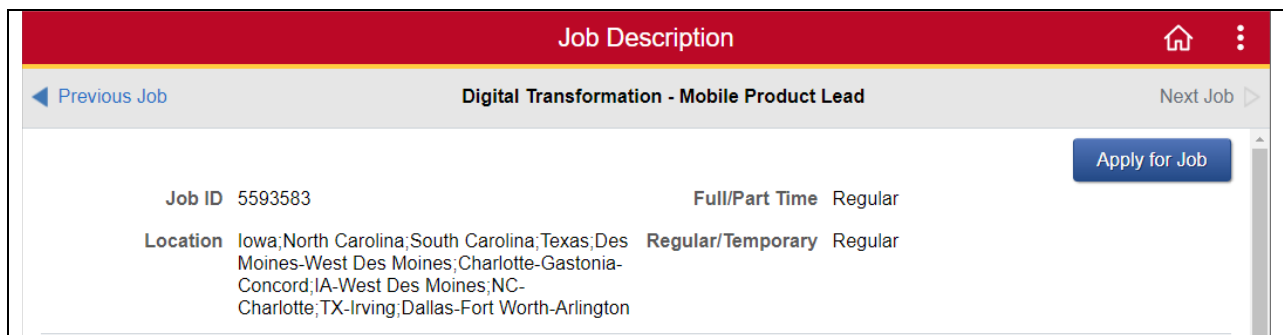 Job Description
Previous Job
Digital Transformation - Mobile Product Lead
Next Job
Apply for Job
Job ID 5593583
Full/Part Time Regular
Location Iowa;North Carolina;South Carolina;Texas;Des
Moines-West Des Moines;Charlotte-Gastonia-
Concord;IA-West Des Moines;NC-
Charlotte;TX-Irving;Dallas-Fort Worth-Arlington
Regular/Temporary Regular